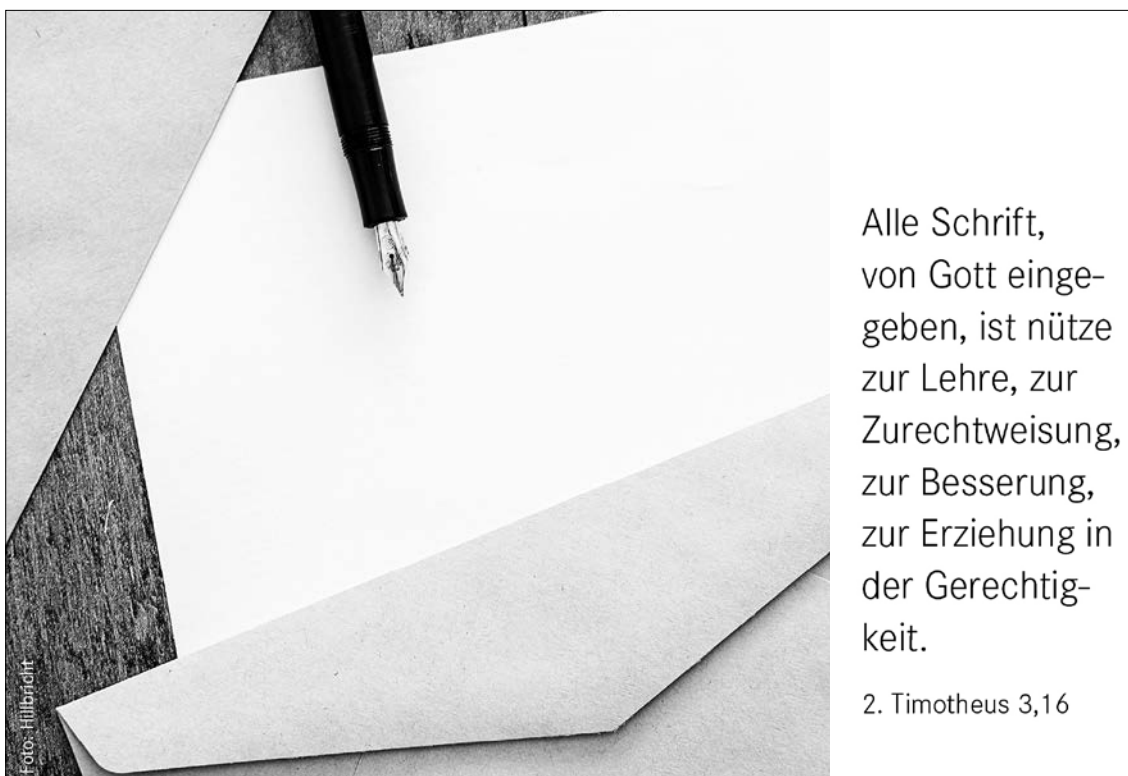 Alle Schrift,
von Gott einge-
geben, ist nütze
zur Lehre, zur
Zurechtweisung,
zur Besserung,
zur Erziehung in
der Gerechtig-
keit.
2. Timotheus 3,16
Foto: Hillbricht